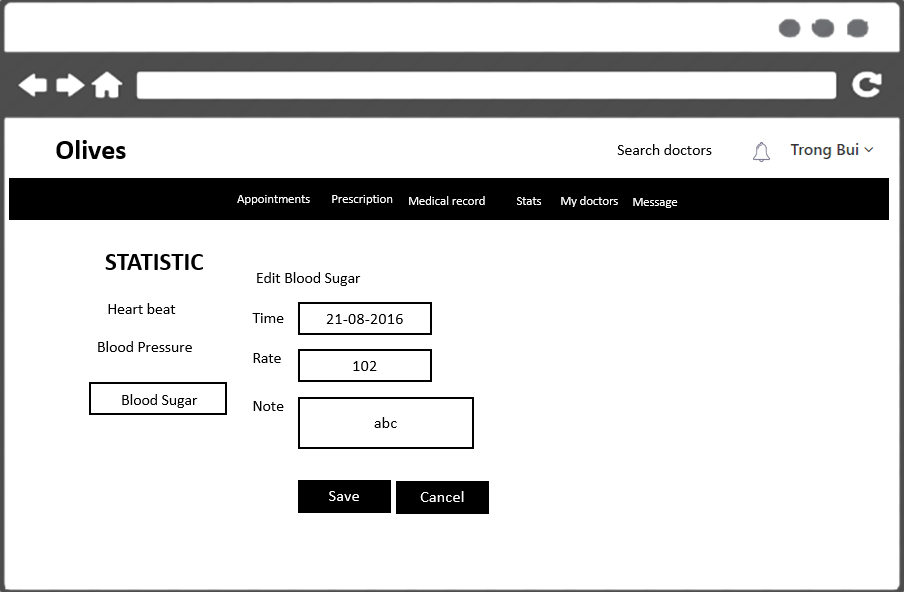 Olives
Search doctors
Trong Bui
Appointments Prescription Medical record Stats My doctors Message
STATISTIC
Edit Blood Sugar
Heart beat
Time 21-08-2016
Blood Pressure
Rate 102
Blood Sugar
Note abc
Save Cancel